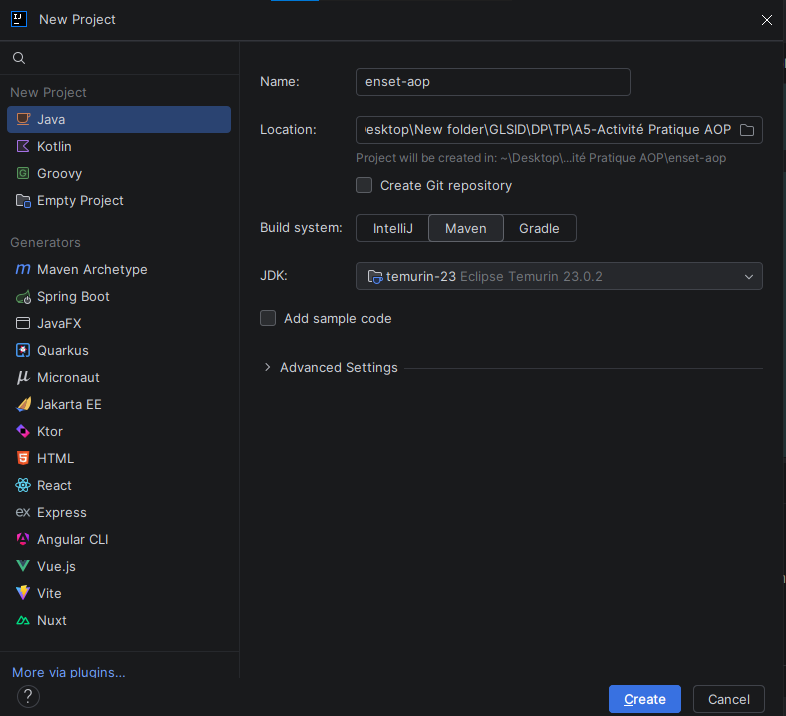 New Project
New Project
Java
Kotlin
Groovy
Empty Project
Generators
Maven Archetype
Spring Boot
JavaFX
Quarkus
Micronaut
Jakarta EE
Ktor
HTML
React
Express
Angular CLI
Vue.js
Vite
Nuxt
More via plugins...
?
Name: enset-aop
Location: esktop\New folder\GLSID\DP\TP\A5-Activité Pratique AOP
Project will be created in: ~\Desktop\...ité Pratique AOP\enset-aop
Create Git repository
Build system: IntelliJ Maven Gradle
JDK: temurin-23 Eclipse Temurin 23.0.2
Add sample code
Advanced Settings
Create Cancel